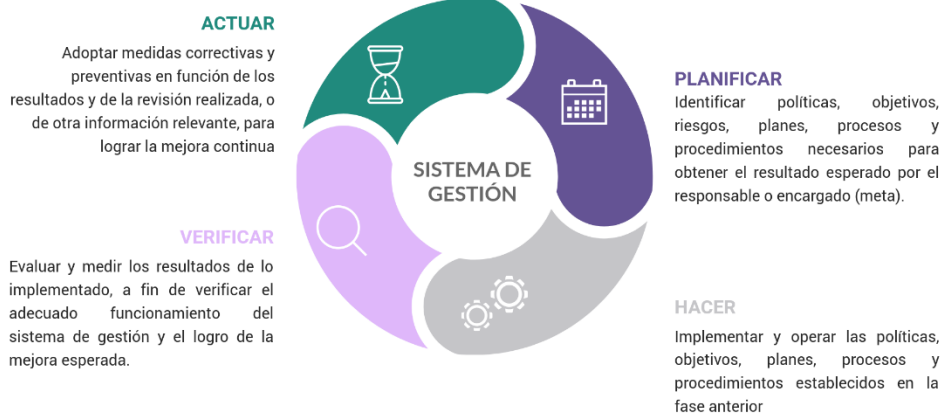 ACTUAR
Adoptar medidas correctivas y
preventivas en función de los
resultados y de la revisión realizada, o
de otra información relevante, para
lograr la mejora continua
SISTEMA DE
GESTIÓN
PLANIFICAR
Identificar políticas, objetivos,
riesgos, planes, procesos y
procedimientos necesarios para
obtener el resultado esperado por el
responsable o encargado (meta).
VERIFICAR
Evaluar y medir los resultados de lo
implementado, a fin de verificar el
adecuado funcionamiento del
sistema de gestión y el logro de la
mejora esperada.
HACER
Implementar y operar las políticas,
objetivos, planes, procesos y
procedimientos establecidos en la
fase anterior